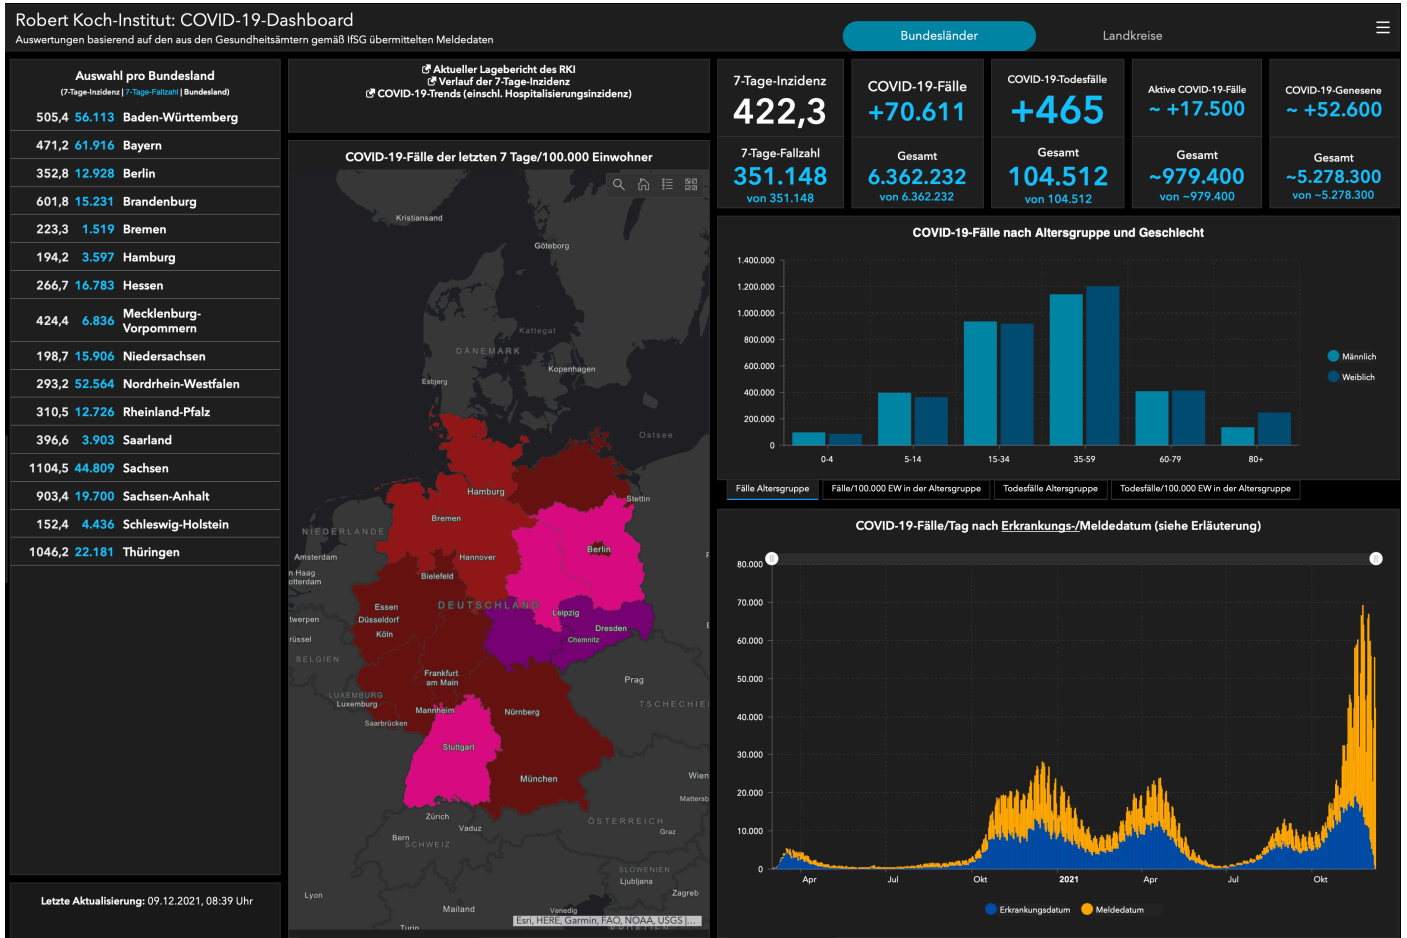 Robert Koch-Institut: COVID-19-Dashboard
Auswertungen basierend auf den aus den Gesundheitsämtern gemäß IfSG übermittelten Meldedaten
Bundesländer
Landkreise
Auswahl pro Bundesland
(7-Tage-Inzidenz | 7-Tage-Fallzahl | Bundesland)
505,4 56.113 Baden-Württemberg
471,2 61.916 Bayern
352,8 12.928 Berlin
601,8 15.231 Brandenburg
223,3 1.519 Bremen
194,2 3.597 Hamburg
266,7 16.783 Hessen
424,4 6.836 Mecklenburg-
Vorpommern
198,7 15.906 Niedersachsen
293,2 52.564 Nordrhein-Westfalen
310,5 12.726 Rheinland-Pfalz
396,6 3.903 Saarland
1104,5 44.809 Sachsen
903,4 19.700 Sachsen-Anhalt
152,4 4.436 Schleswig-Holstein
1046,2 22.181 Thüringen
Letzte Aktualisierung: 09.12.2021, 08:39 Uhr
Aktueller Lagebericht des RKI
Verlauf der 7-Tage-Inzidenz
COVID-19-Trends (einschl. Hospitalisierungsinzidenz)
COVID-19-Fälle der letzten 7 Tage/100.000 Einwohner
Kristiansand
Göteborg
Kattegat
DÄNEMARK
Kopenhagen
Esbjerg
Ostsee
Hamburg
Stettin
Bremen
NIEDERLANDE
Amsterdam
Hannover
Berlin
n Haag
otterdam
Bielefeld
Essen
DEUTSCHLAND
Leipzig
twerpen
Düsseldorf
Dresden
rüssel
Köln
Chemnitz
BELGIEN
Frankfurt
am Main
Prag
LUXEMBURG
Luxemburg
TSCHECHIE
Mannheim
Nürnberg
Saarbrücken
Stuttgart
Wien
München
Mattersb
Zürich
ÖSTERREICH
Vaduz
Graz
Bern
SCHWEIZ
SLOWENIEN
Ljubljana
Lyon
Zagreb
Mailand
Venedig
Esri, HERE, Garmin, FAO, NOAA, USGS |...
Turin
KROATIEN
7-Tage-Inzidenz
422,3
7-Tage-Fallzahl
351.148
von 351.148
COVID-19-Fälle
+70.611
Gesamt
6.362.232
von 6.362.232
COVID-19-Todesfälle
+465
Gesamt
104.512
von 104.512
Aktive COVID-19-Fälle
~ +17.500
Gesamt
~979.400
von ~979.400
COVID-19-Genesene
~ +52.600
Gesamt
~5.278.300
von ~5.278.300
COVID-19-Fälle nach Altersgruppe und Geschlecht
1.400.000
1.200.000
1.000.000
800.000
600.000
400.000
200.000
0
0-4 5-14 15-34 35-59 60-79 80+
Männlich
Weiblich
Fälle Altersgruppe
Fälle/100.000 EW in der Altersgruppe
Todesfälle Altersgruppe
Todesfälle/100.000 EW in der Altersgruppe
COVID-19-Fälle/Tag nach Erkrankungs-/Meldedatum (siehe Erläuterung)
80.000
70.000
60.000
50.000
40.000
30.000
20.000
10.000
0
Apr Jul Okt 2021 Apr Jul Okt
Erkrankungsdatum Meldedatum